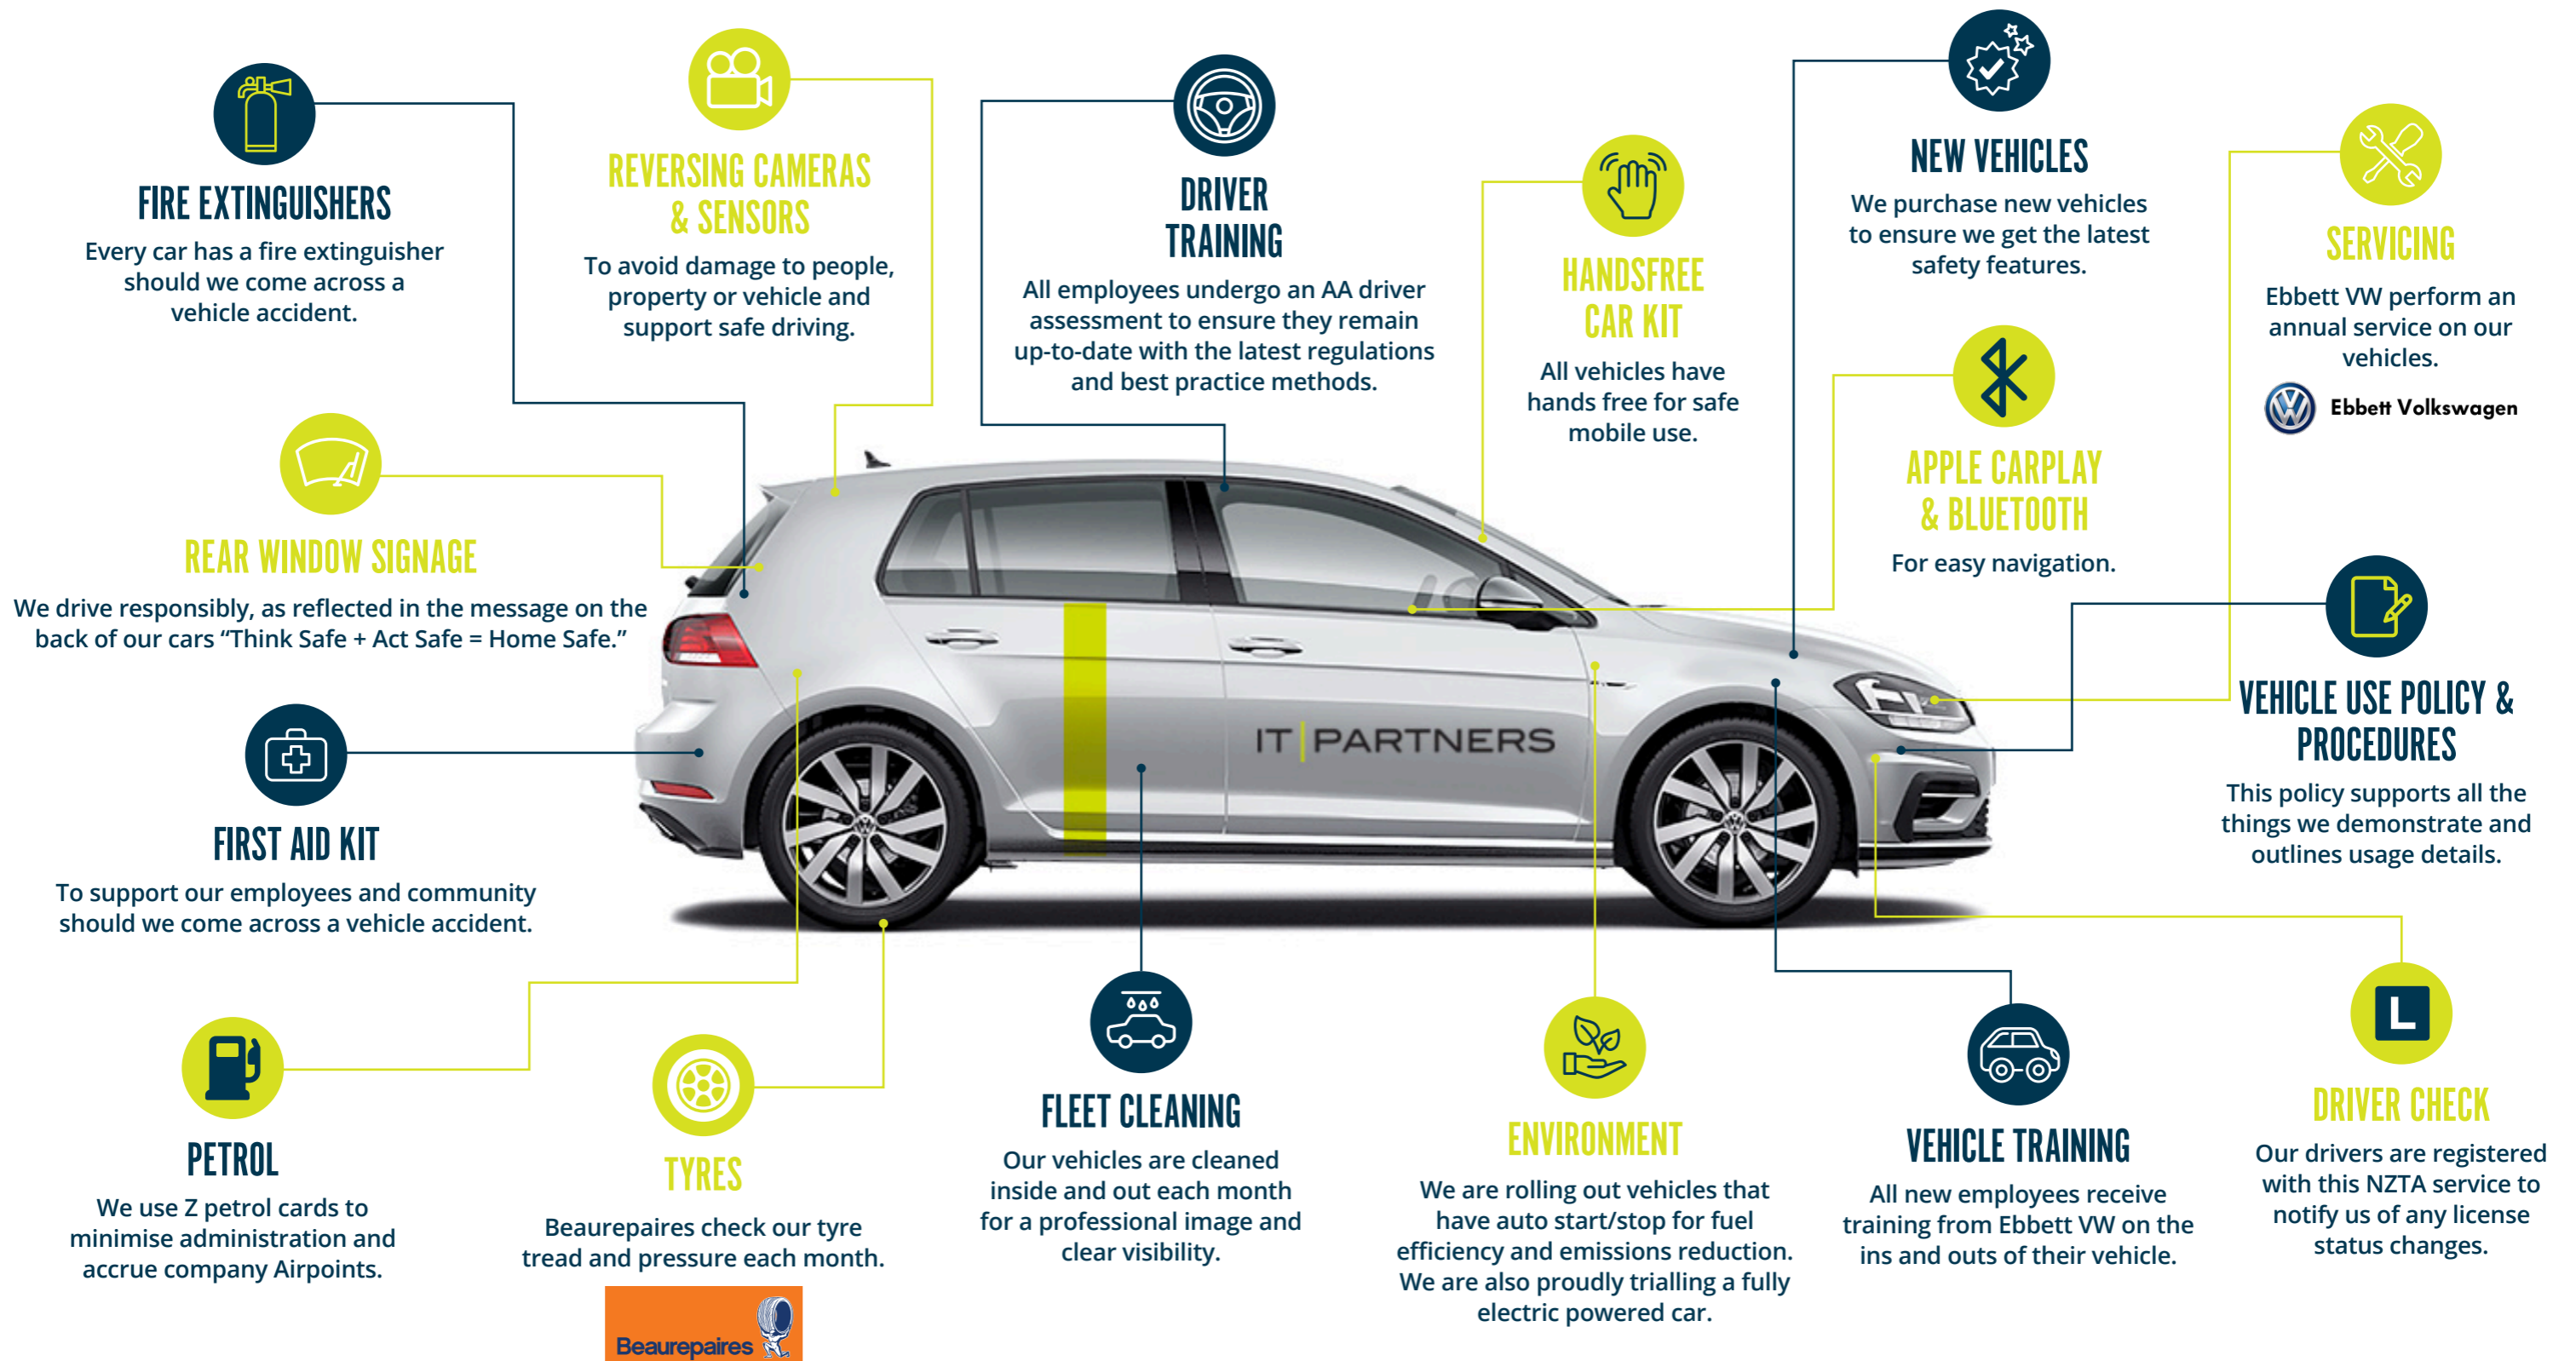 FIRE EXTINGUISHERS
Every car has a fire extinguisher
should we come across a
vehicle accident.
REVERSING CAMERAS
& SENSORS
To avoid damage to people,
property or vehicle and
support safe driving.
DRIVER
TRAINING
All employees undergo an AA driver
assessment to ensure they remain
up-to-date with the latest regulations
and best practice methods.
HANDSFREE
CAR KIT
All vehicles have
hands free for safe
mobile use.
NEW VEHICLES
We purchase new vehicles
to ensure we get the latest
safety features.
SERVICING
Ebbett VW perform an
annual service on our
vehicles.
Ebbett Volkswagen
APPLE CARPLAY
& BLUETOOTH
For easy navigation.
REAR WINDOW SIGNAGE
We drive responsibly, as reflected in the message on the
back of our cars “Think Safe + Act Safe = Home Safe.”
VEHICLE USE POLICY &
PROCEDURES
This policy supports all the
things we demonstrate and
outlines usage details.
IT|PARTNERS
FIRST AID KIT
To support our employees and community
should we come across a vehicle accident.
PETROL
We use Z petrol cards to
minimise administration and
accrue company Airpoints.
TYRES
Beaurepaires check our tyre
tread and pressure each month.
Beaurepaires
FLEET CLEANING
Our vehicles are cleaned
inside and out each month
for a professional image and
clear visibility.
ENVIRONMENT
We are rolling out vehicles that
have auto start/stop for fuel
efficiency and emissions reduction.
We are also proudly trialling a fully
electric powered car.
VEHICLE TRAINING
All new employees receive
training from Ebbett VW on the
ins and outs of their vehicle.
L
DRIVER CHECK
Our drivers are registered
with this NZTA service to
notify us of any license
status changes.